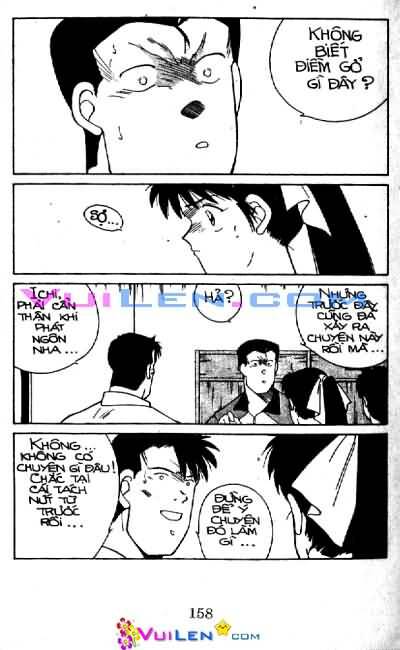 KHÔNG
BIẾT
ĐIỀM GỞ
GÌ ĐÂY ?
SỢ...
ICHI,
PHẢI CẨN
THẬN KHI
PHÁT
NGÔN
NHA ...
HẢ ?
NHƯNG
TRƯỚC ĐÂY
CŨNG ĐÃ
XẢY RA
CHUYỆN NÀY
RỒI MÀ ...
VUILEN.COM
KHÔNG ...
KHÔNG CÓ
CHUYỆN GÌ ĐÂU !
CHẮC TẠI
CÁI TÁCH
NỨT TỪ
TRƯỚC
RỒI ...
ĐỪNG
ĐỂ Ý
CHUYỆN
ĐÓ LÀM
GÌ ...
158
VUILEN.COM